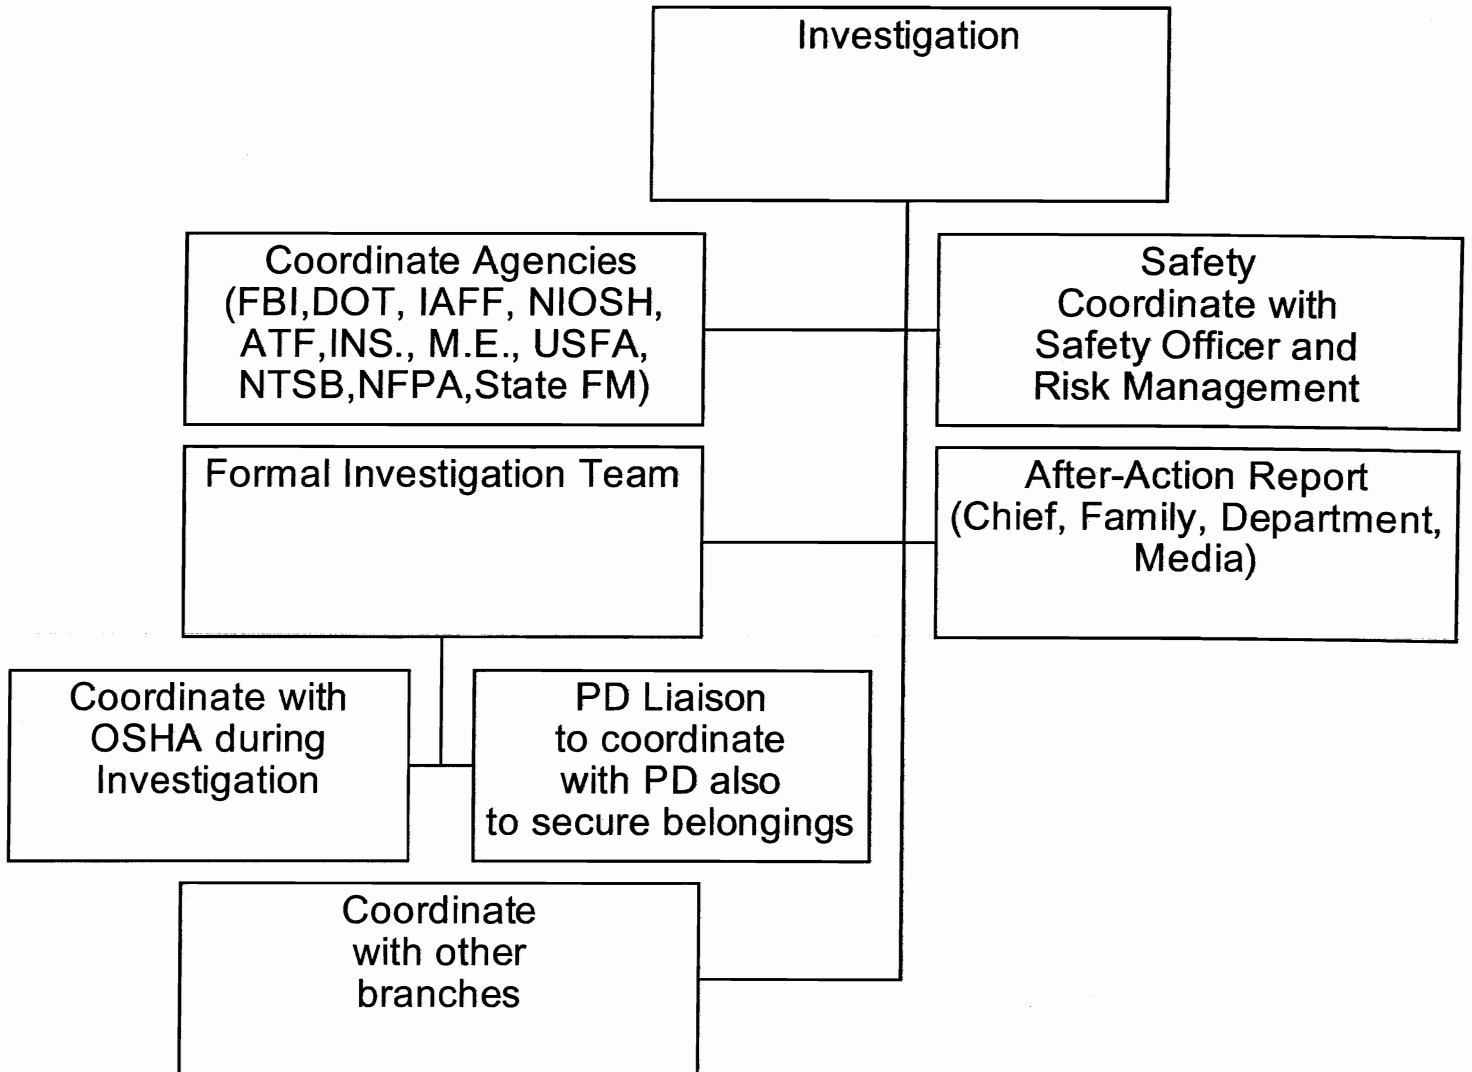 Investigation
Coordinate Agencies
(FBI,DOT, IAFF, NIOSH,
ATF,INS., M.E., USFA,
NTSB,NFPA,State FM)
Safety
Coordinate with
Safety Officer and
Risk Management
Formal Investigation Team
After-Action Report
(Chief, Family, Department,
Media)
Coordinate with
OSHA during
Investigation
PD Liaison
to coordinate
with PD also
to secure belongings
Coordinate
with other
branches